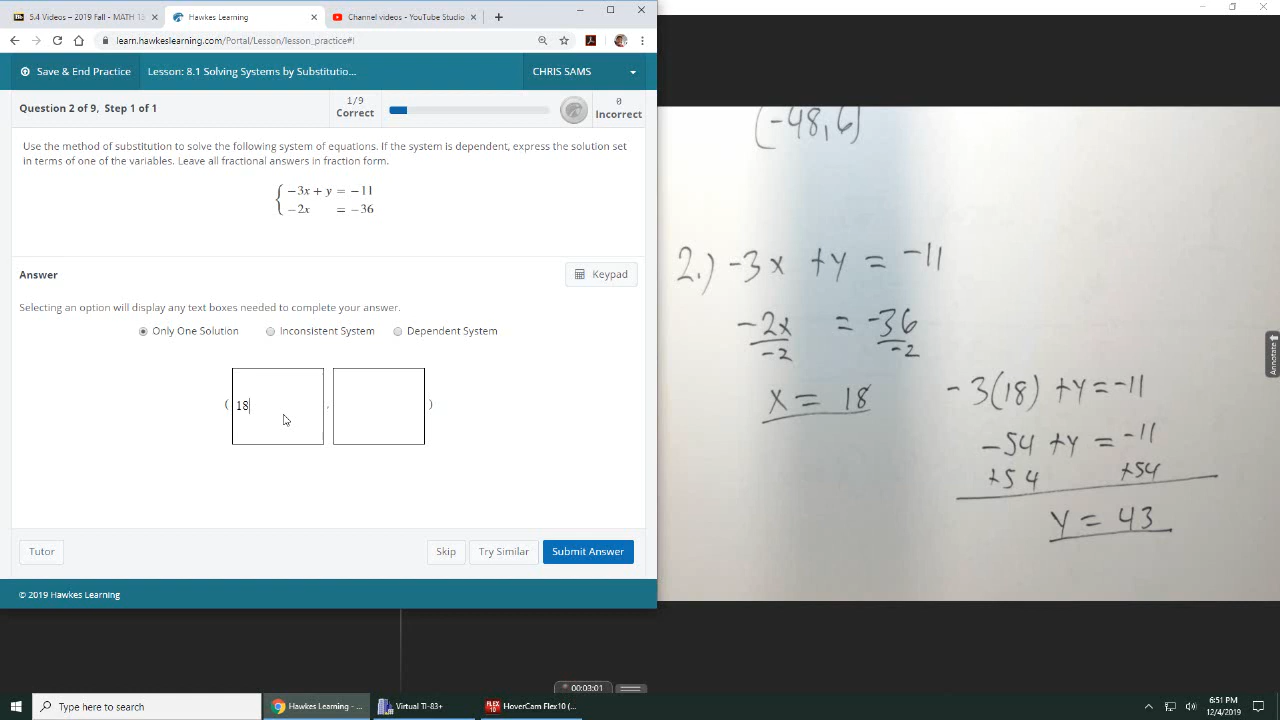 5.4 Videos – 2019 Fall - MATH 13
Hawkes Learning
Channel videos - YouTube Studio
learn.hawkeslearning.com/Portal/Lesson/lesson_practice#!
Save & End Practice
Lesson: 8.1 Solving Systems by Substitutio...
CHRIS SAMS
Question 2 of 9, Step 1 of 1
1/9
Correct
0
Incorrect
Use the method of substitution to solve the following system of equations. If the system is dependent, express the solution set
in terms of one of the variables. Leave all fractional answers in fraction form.
−3x + y = −11
−2x = −36
Answer
Keypad
Selecting an option will display any text boxes needed to complete your answer.
Only One Solution
Inconsistent System
Dependent System
( 18 , )
Tutor
Skip
Try Similar
Submit Answer
© 2019 Hawkes Learning
(-48, 6)
2.) -3x + y = -11
-2x = -36
-2 -2
x = 18
-3(18) + y = -11
-54 + y = -11
+54 +54
y = 43
Annotate
00:03:01
Type here to search
Hawkes Learning - ...
Virtual TI-83+
HoverCam Flex10 (...
6:51 PM
12/4/2019